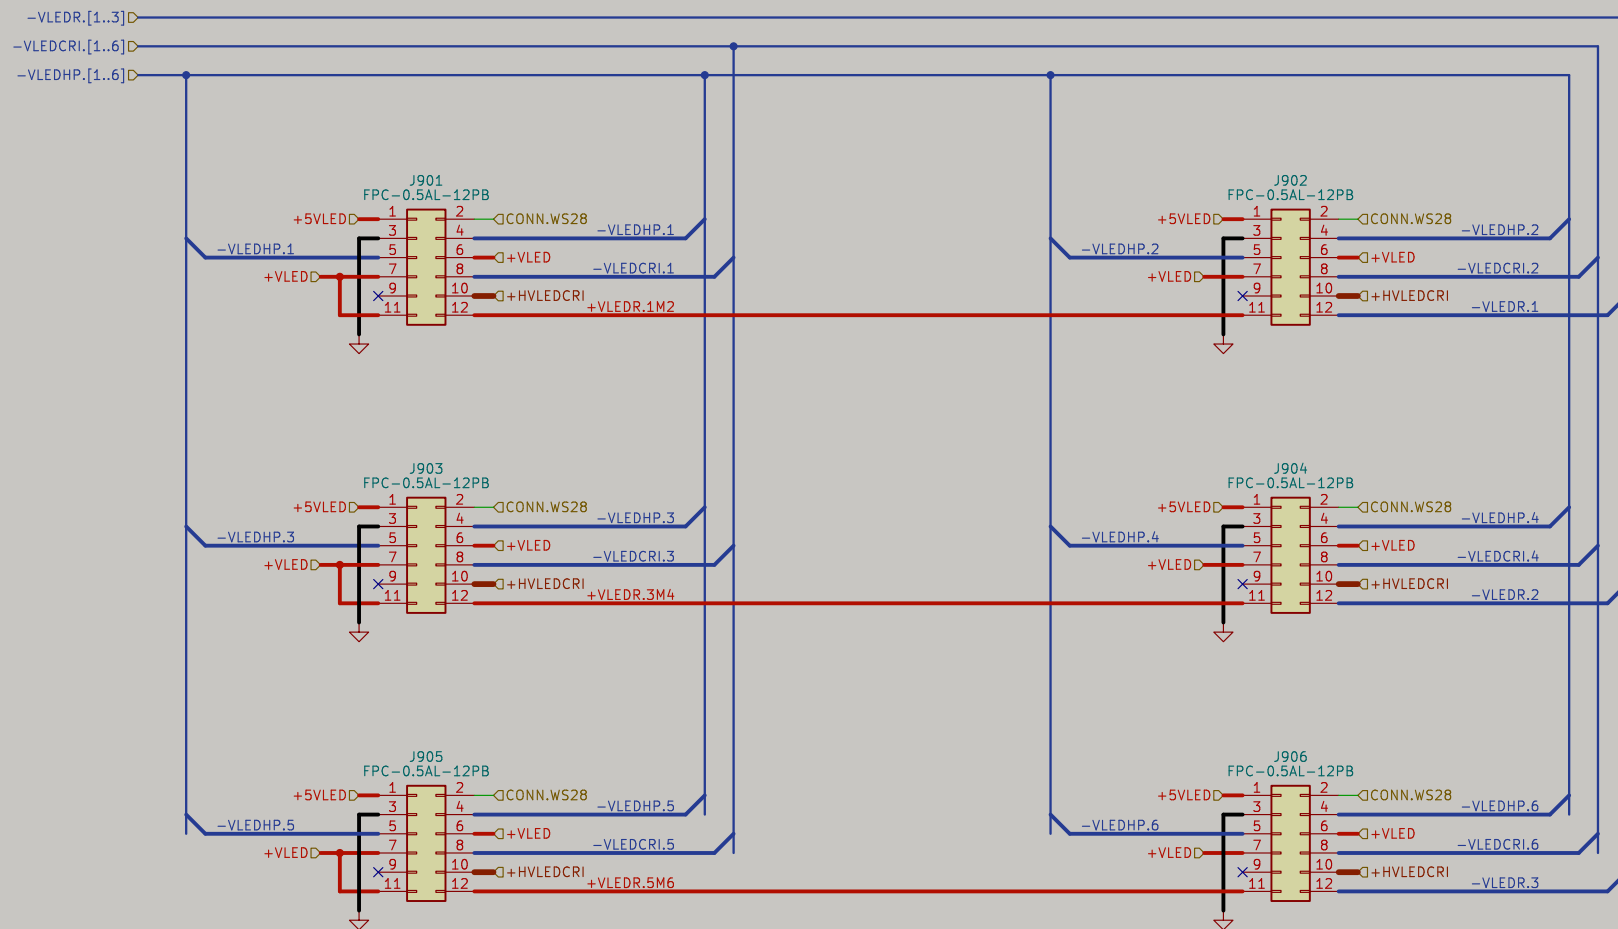 -VLEDR.[1..3]
-VLEDCRI.[1..6]
-VLEDHP.[1..6]
J901
FPC-0.5AL-12PB
+5VLED 1 2 CONN.WS28
3 4 -VLEDHP.1
-VLEDHP.1 5 6 +VLED
+VLED 7 8 -VLEDCRI.1
9 10 +HVLEDCRI
11 12 +VLEDR.1M2
J902
FPC-0.5AL-12PB
+5VLED 1 2 CONN.WS28
3 4 -VLEDHP.2
-VLEDHP.2 5 6 +VLED
+VLED 7 8 -VLEDCRI.2
9 10 +HVLEDCRI
11 12 -VLEDR.1
J903
FPC-0.5AL-12PB
+5VLED 1 2 CONN.WS28
3 4 -VLEDHP.3
-VLEDHP.3 5 6 +VLED
+VLED 7 8 -VLEDCRI.3
9 10 +HVLEDCRI
11 12 +VLEDR.3M4
J904
FPC-0.5AL-12PB
+5VLED 1 2 CONN.WS28
3 4 -VLEDHP.4
-VLEDHP.4 5 6 +VLED
+VLED 7 8 -VLEDCRI.4
9 10 +HVLEDCRI
11 12 -VLEDR.2
J905
FPC-0.5AL-12PB
+5VLED 1 2 CONN.WS28
3 4 -VLEDHP.5
-VLEDHP.5 5 6 +VLED
+VLED 7 8 -VLEDCRI.5
9 10 +HVLEDCRI
11 12 +VLEDR.5M6
J906
FPC-0.5AL-12PB
+5VLED 1 2 CONN.WS28
3 4 -VLEDHP.6
-VLEDHP.6 5 6 +VLED
+VLED 7 8 -VLEDCRI.6
9 10 +HVLEDCRI
11 12 -VLEDR.3